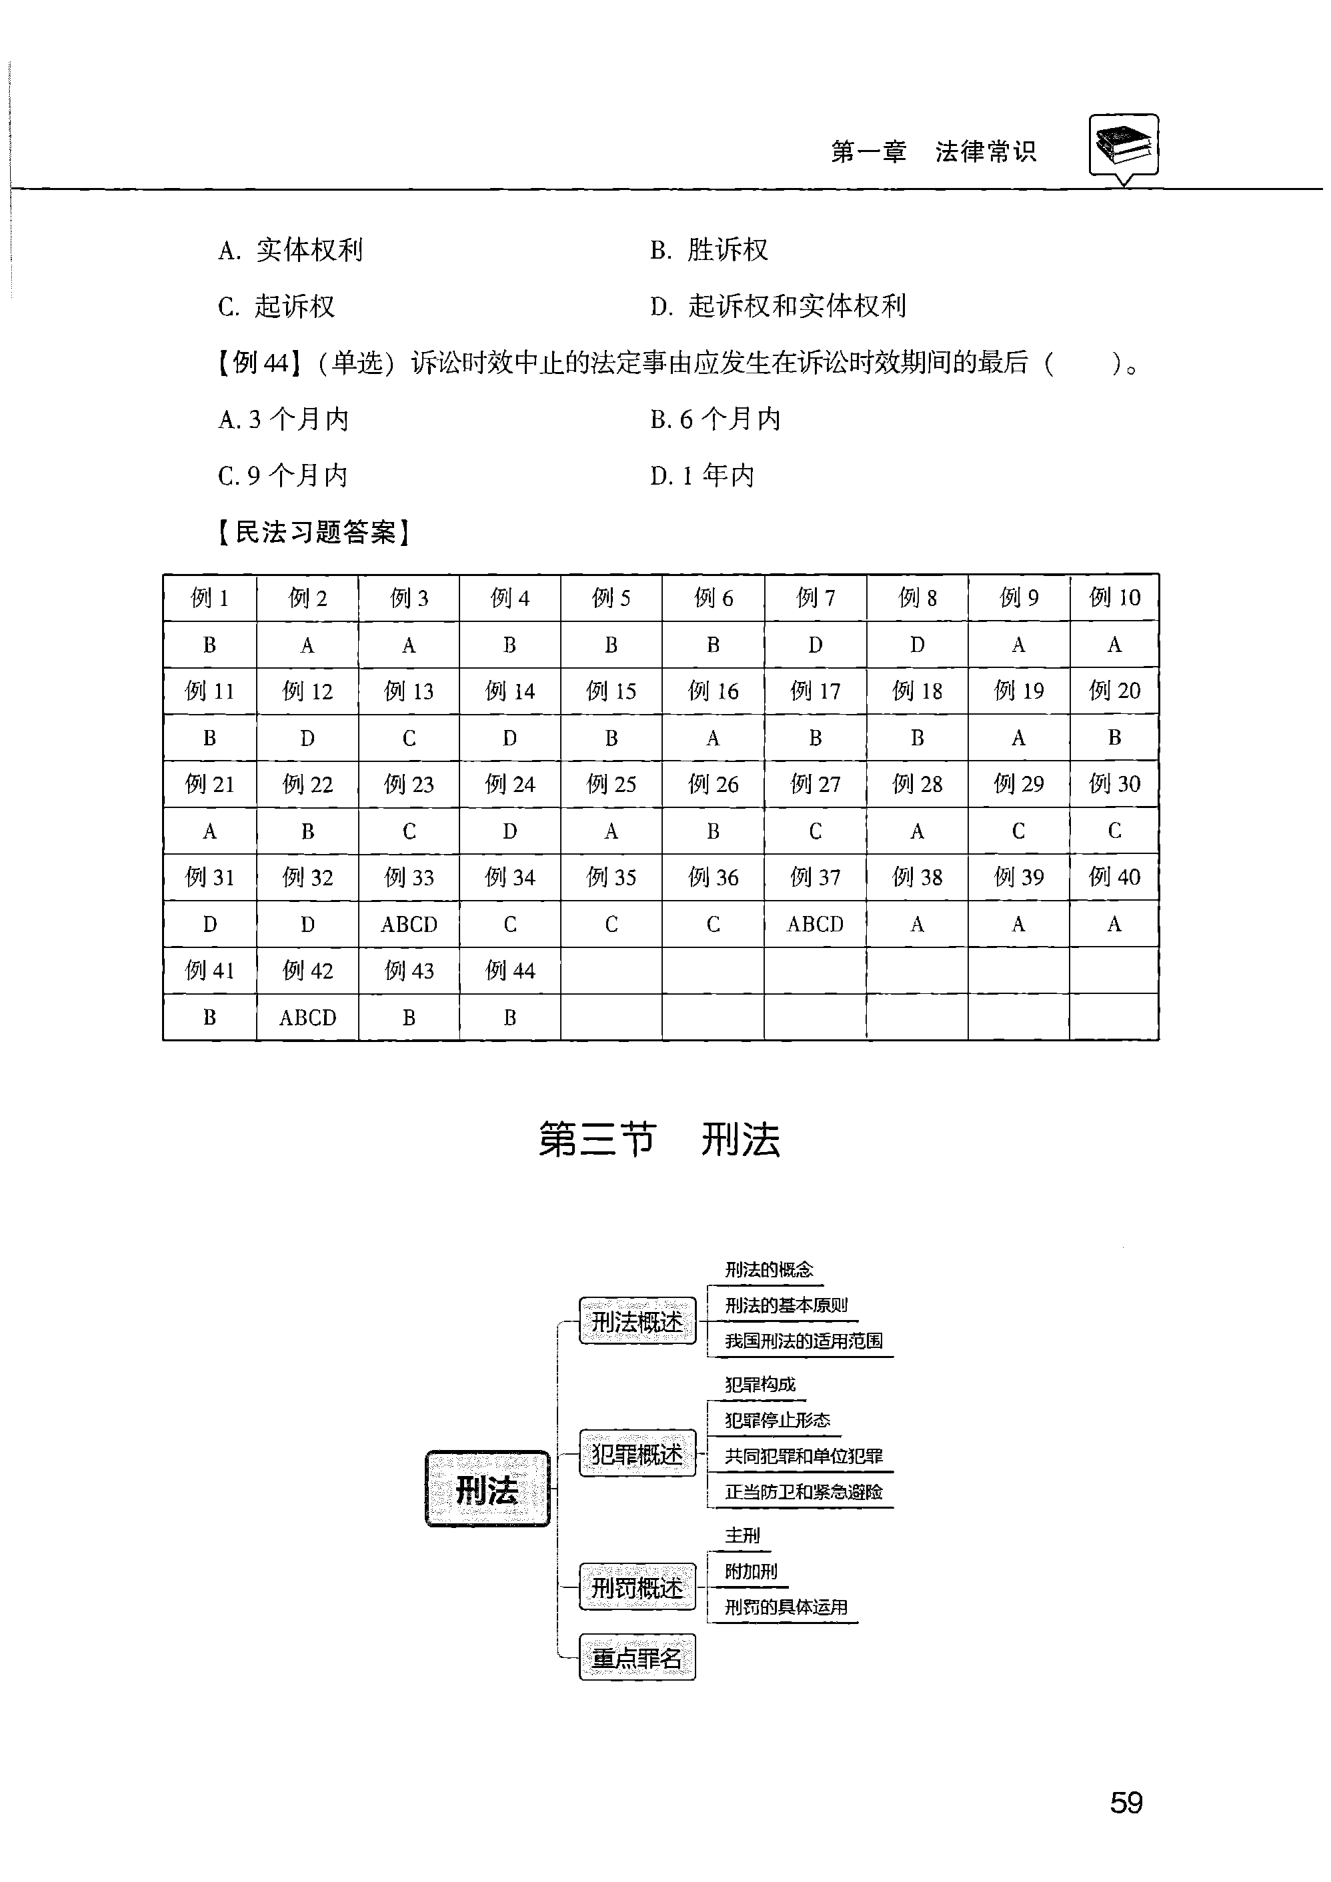 第一章 法律常识
A. 实体权利 B. 胜诉权
C. 起诉权 D. 起诉权和实体权利
【例 44】(单选) 诉讼时效中止的法定事由应发生在诉讼时效期间的最后 ( )。
A. 3 个月内 B. 6 个月内
C. 9 个月内 D. 1 年内
【民法习题答案】
例 1 例 2 例 3 例 4 例 5 例 6 例 7 例 8 例 9 例 10
B A A B B B D D A A
例 11 例 12 例 13 例 14 例 15 例 16 例 17 例 18 例 19 例 20
B D C D B A B B A B
例 21 例 22 例 23 例 24 例 25 例 26 例 27 例 28 例 29 例 30
A B C D A B C A C C
例 31 例 32 例 33 例 34 例 35 例 36 例 37 例 38 例 39 例 40
D D ABCD C C C ABCD A A A
例 41 例 42 例 43 例 44
B ABCD B B
第三节 刑法
刑法
刑法概述
刑法的概念
刑法的基本原则
我国刑法的适用范围
犯罪概述
犯罪构成
犯罪停止形态
共同犯罪和单位犯罪
正当防卫和紧急避险
刑罚概述
主刑
附加刑
刑罚的具体运用
重点罪名
59